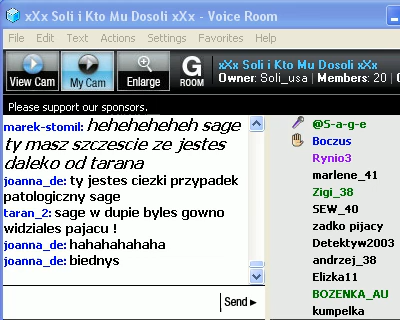 xXx Soli i Kto Mu Dosoli xXx - Voice Room
File Edit Text Actions Settings Favorites Help
View Cam My Cam Enlarge G ROOM
xXx Soli i Kto Mu Dosoli xXx
Owner: Soli_usa | Members: 20 |
Please support our sponsors.
marek-stomil: heheheheheh sage
ty masz szczescie ze jestes
daleko od tarana
joanna_de: ty jestes ciezki przypadek
patologiczny sage
taran_2: sage w dupie byles gowno
widziales pajacu !
joanna_de: hahahahahaha
joanna_de: biednys
Send
@S-a-g-e
Boczus
Rynio3
marlene_41
Zigi_38
SEW_40
zadko pijacy
Detektyw2003
andrzej_38
Elizka11
BOZENKA_AU
kumpelka